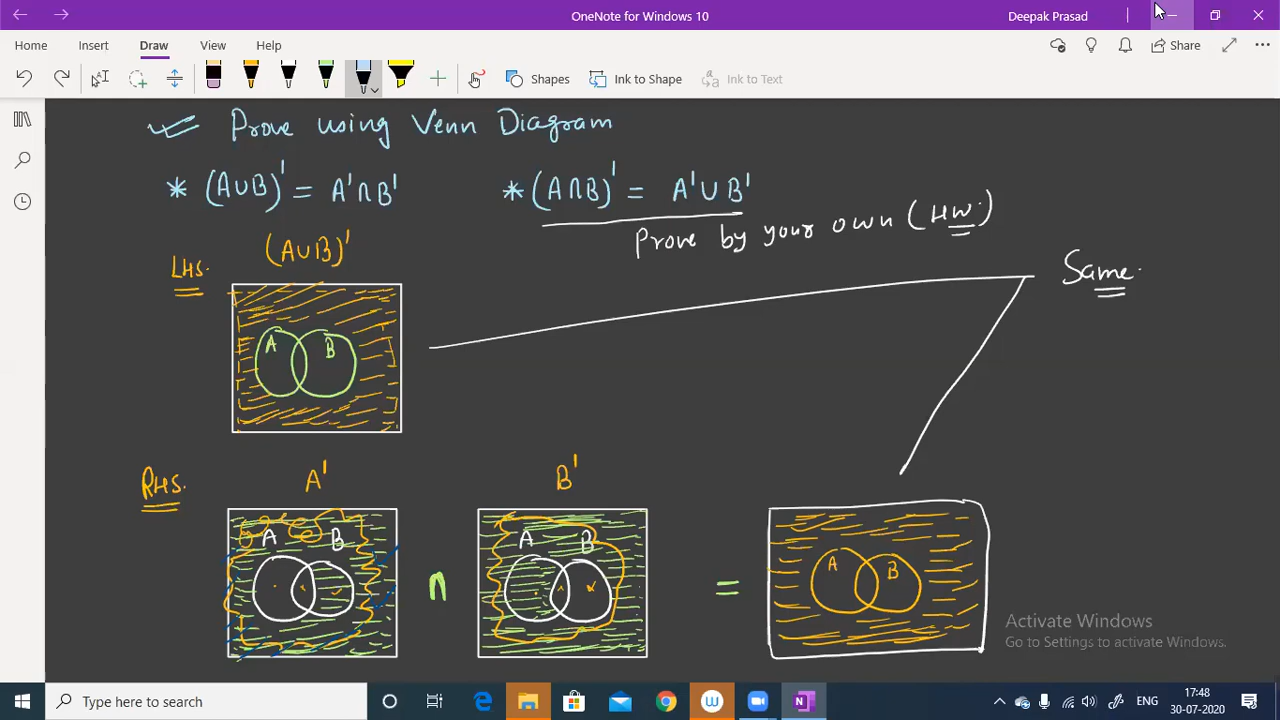 OneNote for Windows 10
Deepak Prasad
Home Insert Draw View Help
Share
Shapes
Ink to Shape
Ink to Text
Prove using Venn Diagram
* (A∪B)' = A'∩B'
* (A∩B)' = A'∪B'
Prove by your own (HW.)
LHS.
(A∪B)'
Same.
A B
RHS.
A'
B'
A B
∩
A B
=
A B
Activate Windows
Go to Settings to activate Windows.
Type here to search
ENG
17:48
30-07-2020